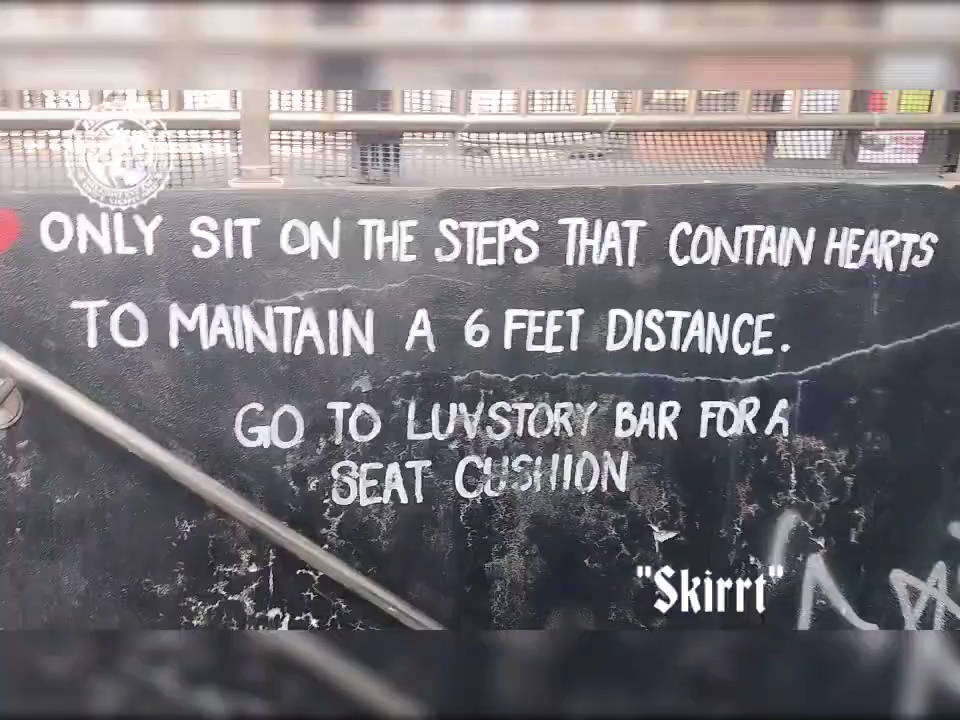 ONLY SIT ON THE STEPS THAT CONTAIN HEARTS
TO MAINTAIN A 6 FEET DISTANCE.
GO TO LUVSTORY BAR FOR A
SEAT CUSHION
"Skirrt"